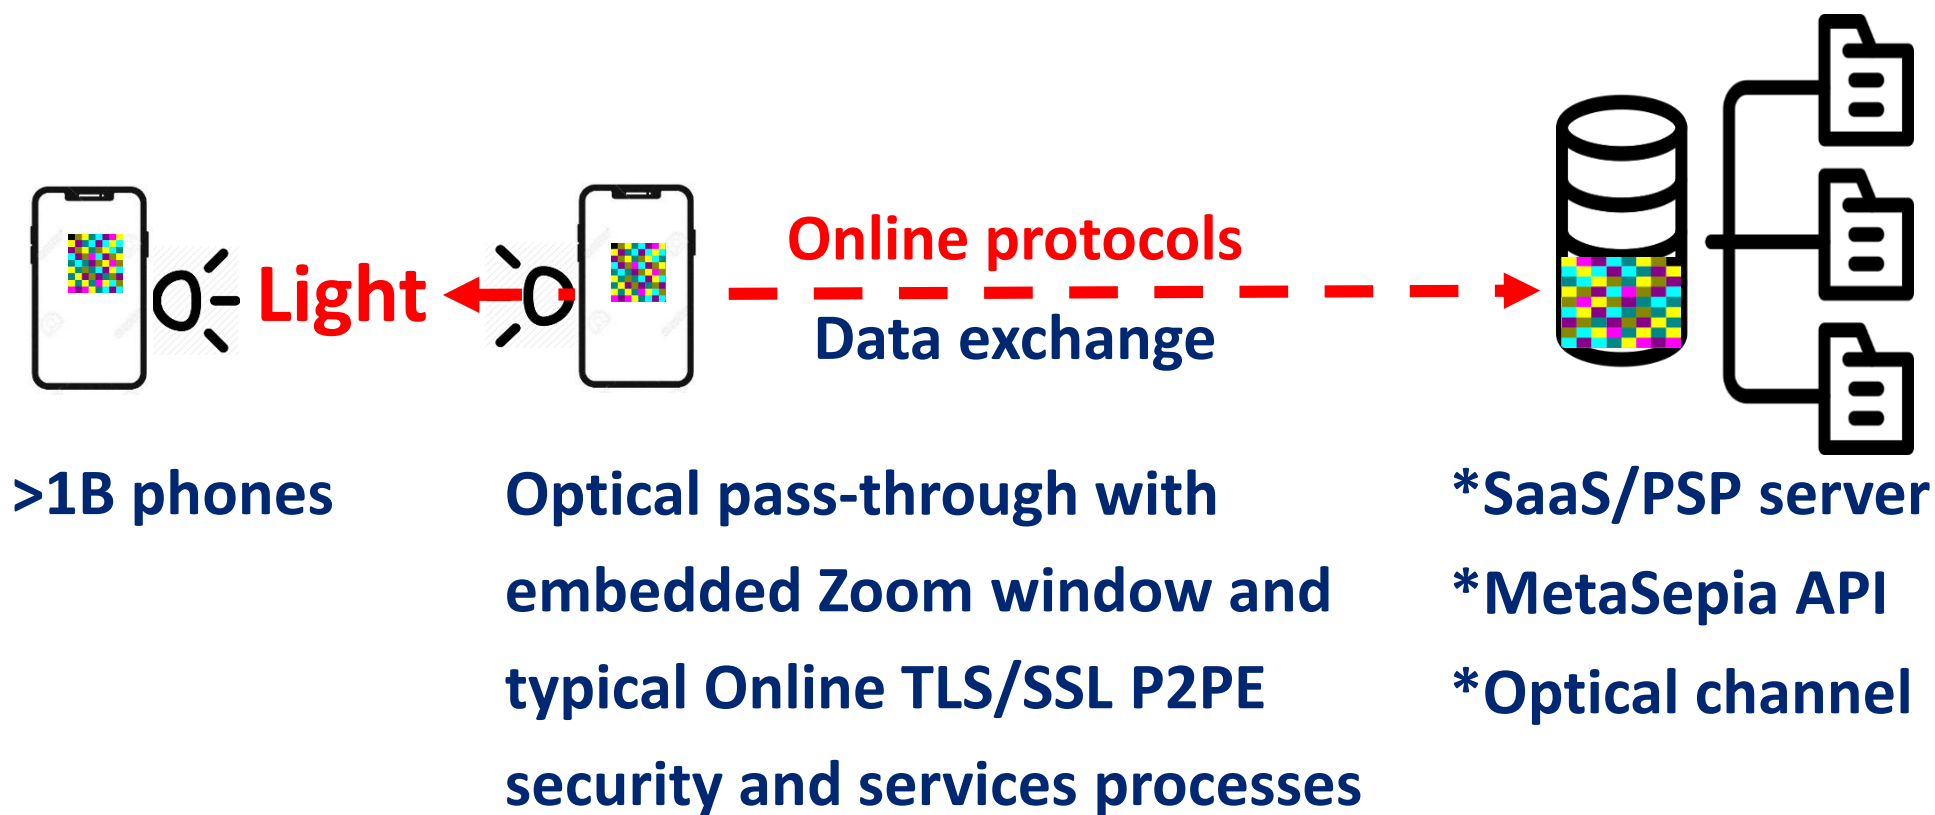 Online protocols
Light
Data exchange
>1B phones
Optical pass-through with
embedded Zoom window and
typical Online TLS/SSL P2PE
security and services processes
*SaaS/PSP server
*MetaSepia API
*Optical channel